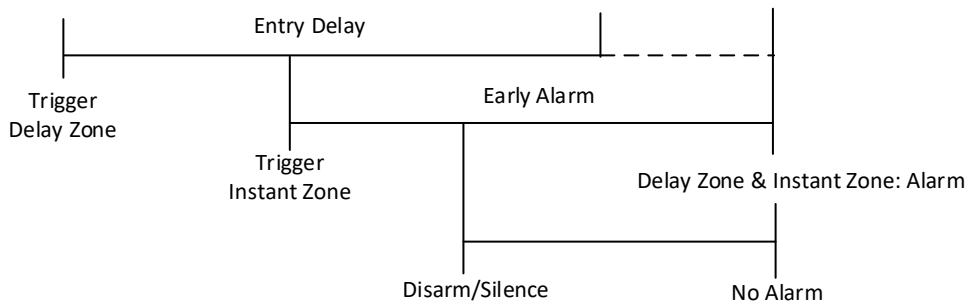 Entry Delay
Early Alarm
Trigger
Delay Zone
Trigger
Instant Zone
Delay Zone & Instant Zone: Alarm
Disarm/Silence
No Alarm